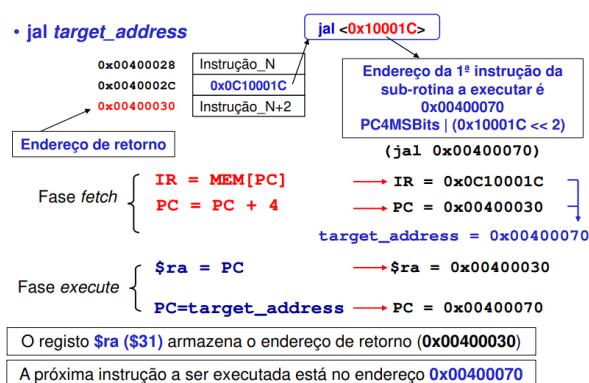 • jal target_address
jal <0x10001C>
0x00400028 Instrução_N
0x0040002C 0x0C10001C
0x00400030 Instrução_N+2
Endereço de retorno
Endereço da 1ª instrução da
sub-rotina a executar é
0x00400070
PC4MSBits | (0x10001C << 2)
(jal 0x00400070)
Fase fetch
IR = MEM[PC]
IR = 0x0C10001C
PC = PC + 4
PC = 0x00400030
target_address = 0x00400070
Fase execute
$ra = PC
$ra = 0x00400030
PC=target_address
PC = 0x00400070
O registo $ra ($31) armazena o endereço de retorno (0x00400030)
A próxima instrução a ser executada está no endereço 0x00400070